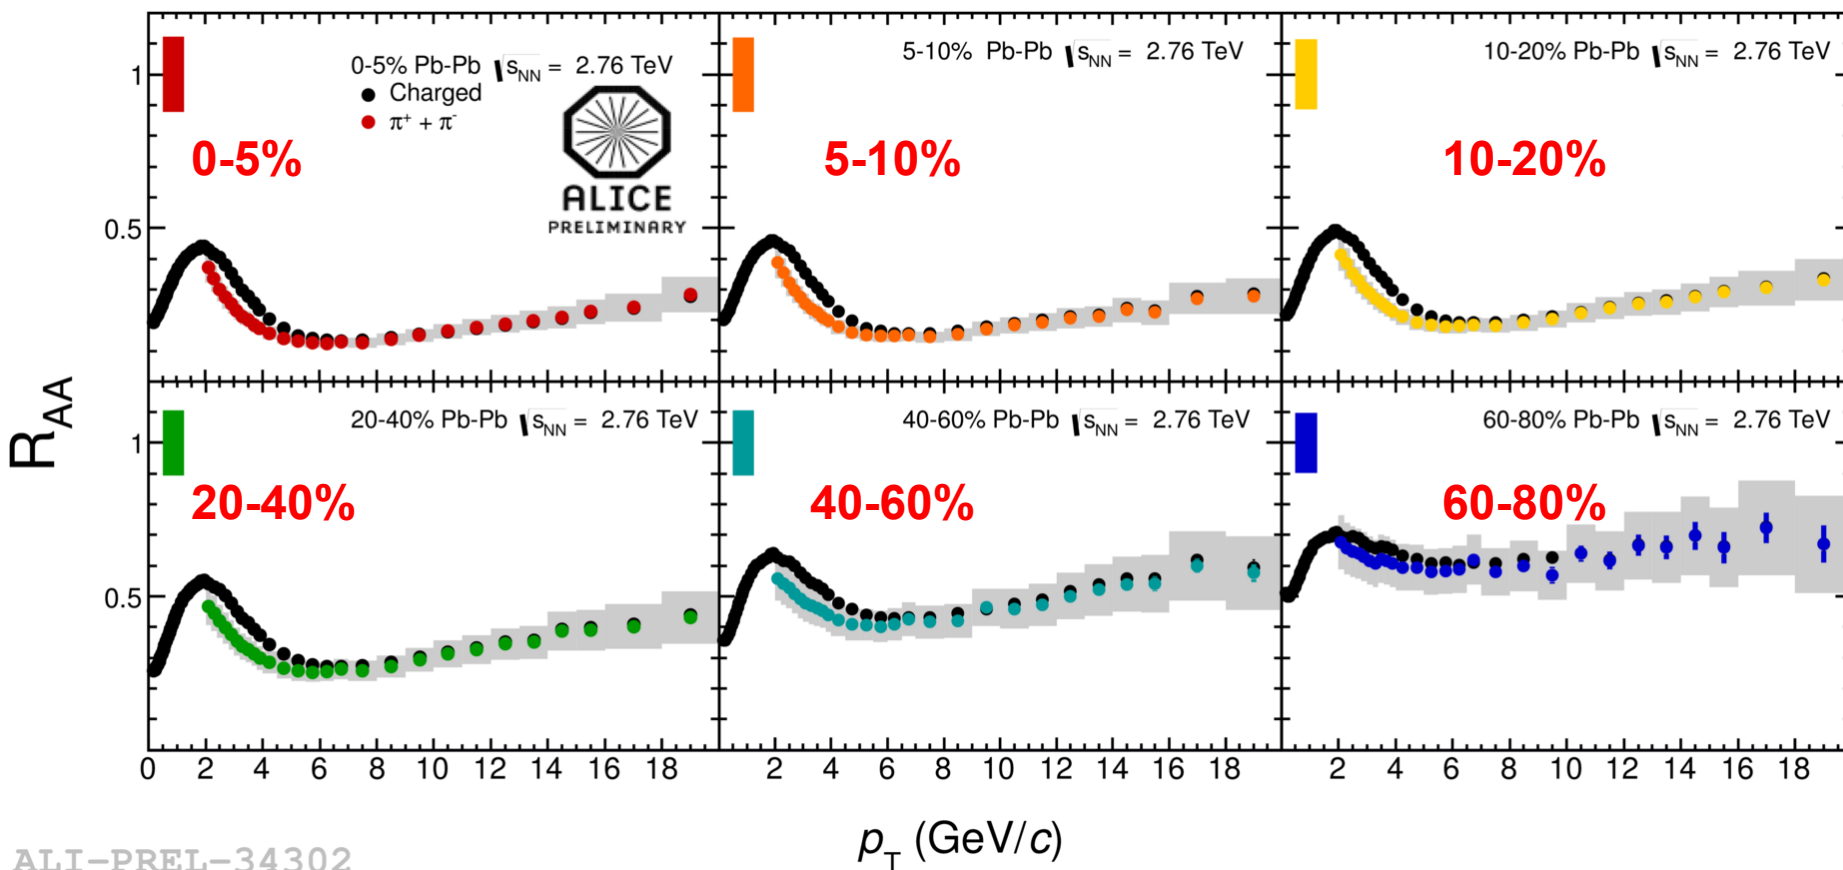 0-5% Pb-Pb √sNN = 2.76 TeV
Charged
π+ + π-
0-5%
ALICE
PRELIMINARY
5-10% Pb-Pb √sNN = 2.76 TeV
5-10%
10-20% Pb-Pb √sNN = 2.76 TeV
10-20%
1
0.5
20-40% Pb-Pb √sNN = 2.76 TeV
20-40%
40-60% Pb-Pb √sNN = 2.76 TeV
40-60%
60-80% Pb-Pb √sNN = 2.76 TeV
60-80%
1
0.5
RAA
0 2 4 6 8 10 12 14 16 18 2 4 6 8 10 12 14 16 18 2 4 6 8 10 12 14 16 18
pT (GeV/c)
ALI-PREL-34302